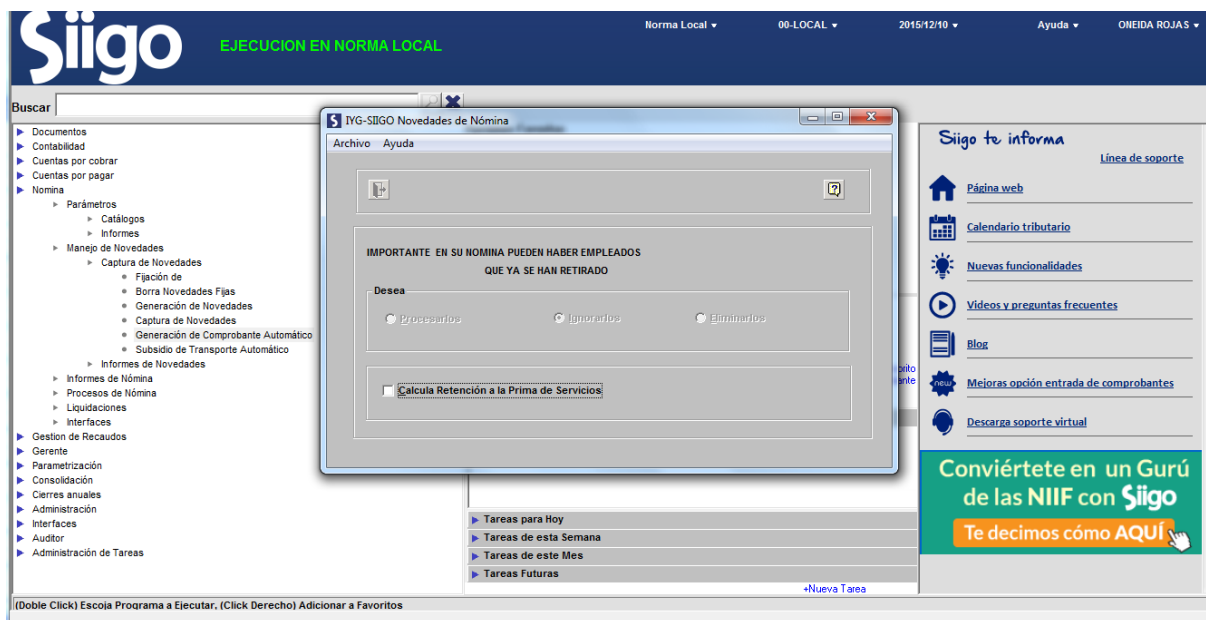 Siigo
EJECUCION EN NORMA LOCAL
Norma Local
00-LOCAL
2015/12/10
Ayuda
ONEIDA ROJAS
Buscar
Documentos
Contabilidad
Cuentas por cobrar
Cuentas por pagar
Nomina
Parámetros
Catálogos
Informes
Manejo de Novedades
Captura de Novedades
Fijación de
Borra Novedades Fijas
Generación de Novedades
Captura de Novedades
Generación de Comprobante Automático
Subsidio de Transporte Automático
Informes de Novedades
Informes de Nómina
Procesos de Nómina
Liquidaciones
Interfaces
Gestion de Recaudos
Gerente
Parametrización
Consolidación
Cierres anuales
Administración
Interfaces
Auditor
Administración de Tareas
IYG-SIIGO Novedades de Nómina
Archivo Ayuda
IMPORTANTE EN SU NOMINA PUEDEN HABER EMPLEADOS
QUE YA SE HAN RETIRADO
Desea
Procesarlos Ignorarlos Eliminarlos
Calcula Retención a la Prima de Servicios
Tareas para Hoy
Tareas de esta Semana
Tareas de este Mes
Tareas Futuras
+Nueva Tarea
Siigo te informa
Línea de soporte
Página web
Calendario tributario
Nuevas funcionalidades
Videos y preguntas frecuentes
Blog
new
Mejoras opción entrada de comprobantes
Descarga soporte virtual
Conviértete en un Gurú
de las NIIF con Siigo
Te decimos cómo AQUÍ
(Doble Click) Escoja Programa a Ejecutar, (Click Derecho) Adicionar a Favoritos